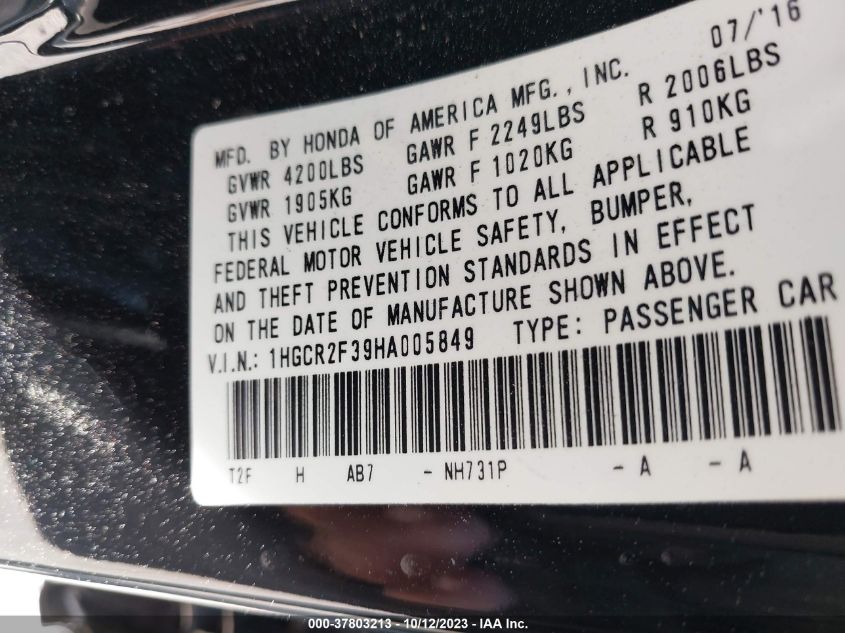 07/'16
MFD. BY HONDA OF AMERICA MFG., INC.
GVWR 4200LBS GAWR F 2249LBS R 2006LBS
GVWR 1905KG GAWR F 1020KG R 910KG
THIS VEHICLE CONFORMS TO ALL APPLICABLE
FEDERAL MOTOR VEHICLE SAFETY, BUMPER,
AND THEFT PREVENTION STANDARDS IN EFFECT
ON THE DATE OF MANUFACTURE SHOWN ABOVE.
V.I.N.: 1HGCR2F39HA005849 TYPE: PASSENGER CAR
T2F H AB7 - NH731P - A - A
000-37803213 - 10/12/2023 - IAA Inc.